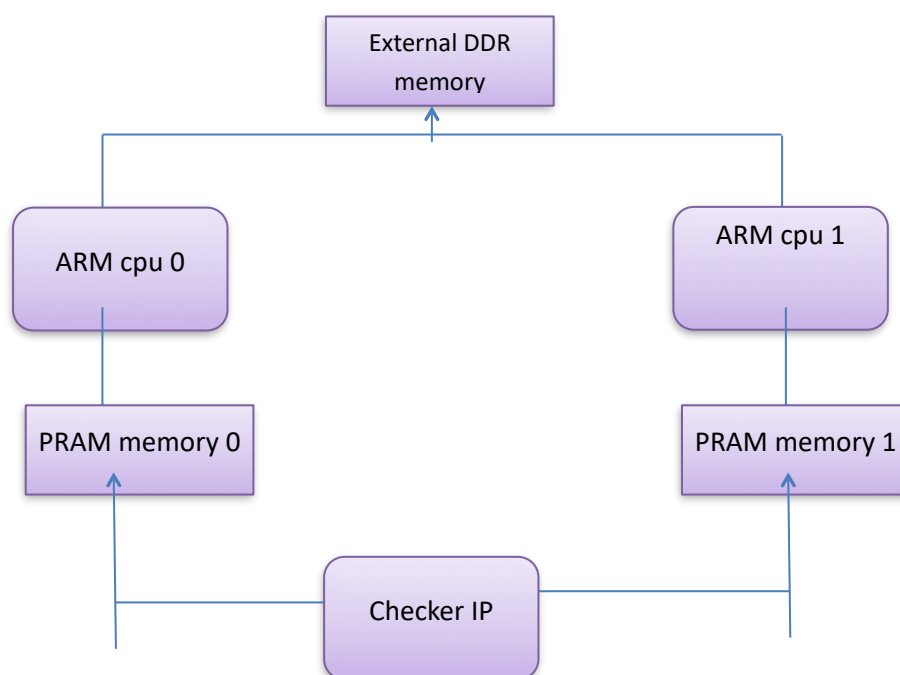 External DDR
memory
ARM cpu 0
ARM cpu 1
PRAM memory 0
PRAM memory 1
Checker IP